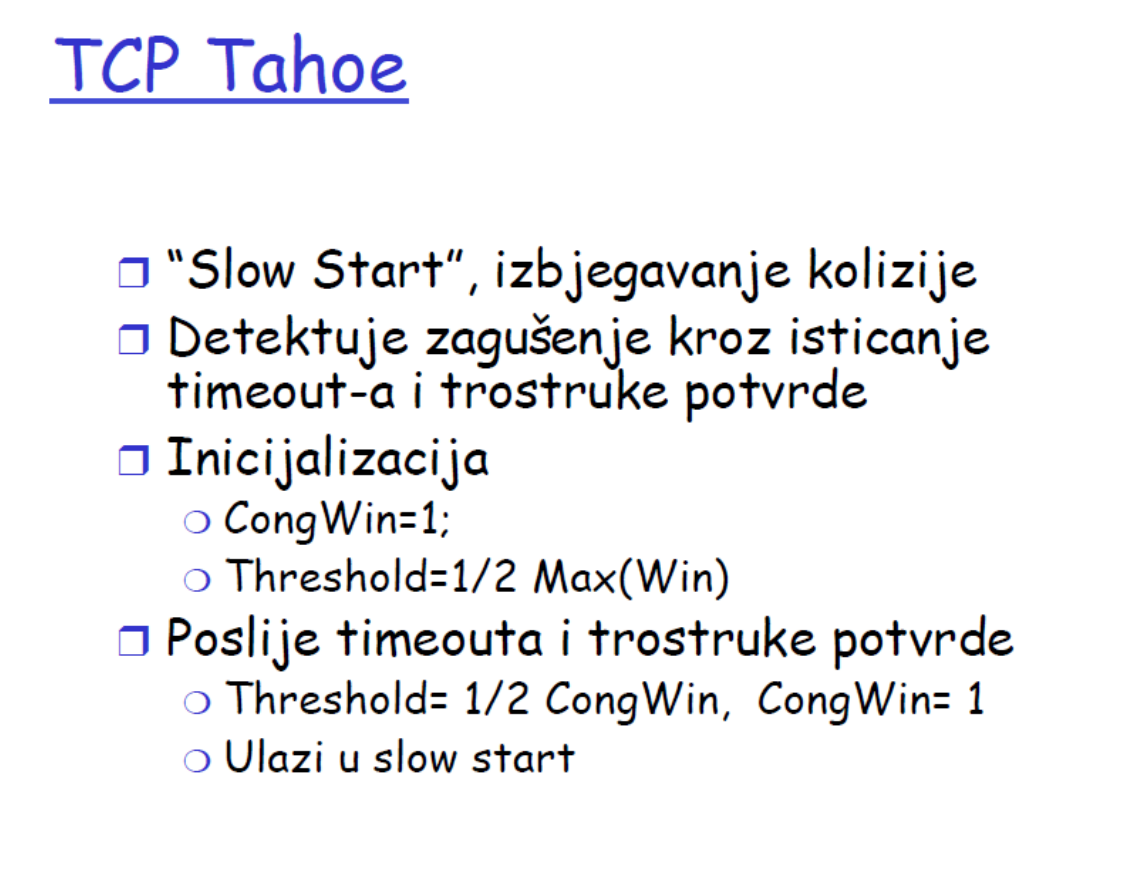 TCP Tahoe
“Slow Start”, izbjegavanje kolizije
Detektuje zagušenje kroz isticanje
timeout-a i trostruke potvrde
Inicijalizacija
CongWin=1;
Threshold=1/2 Max(Win)
Poslije timeouta i trostruke potvrde
Threshold= 1/2 CongWin, CongWin= 1
Ulazi u slow start